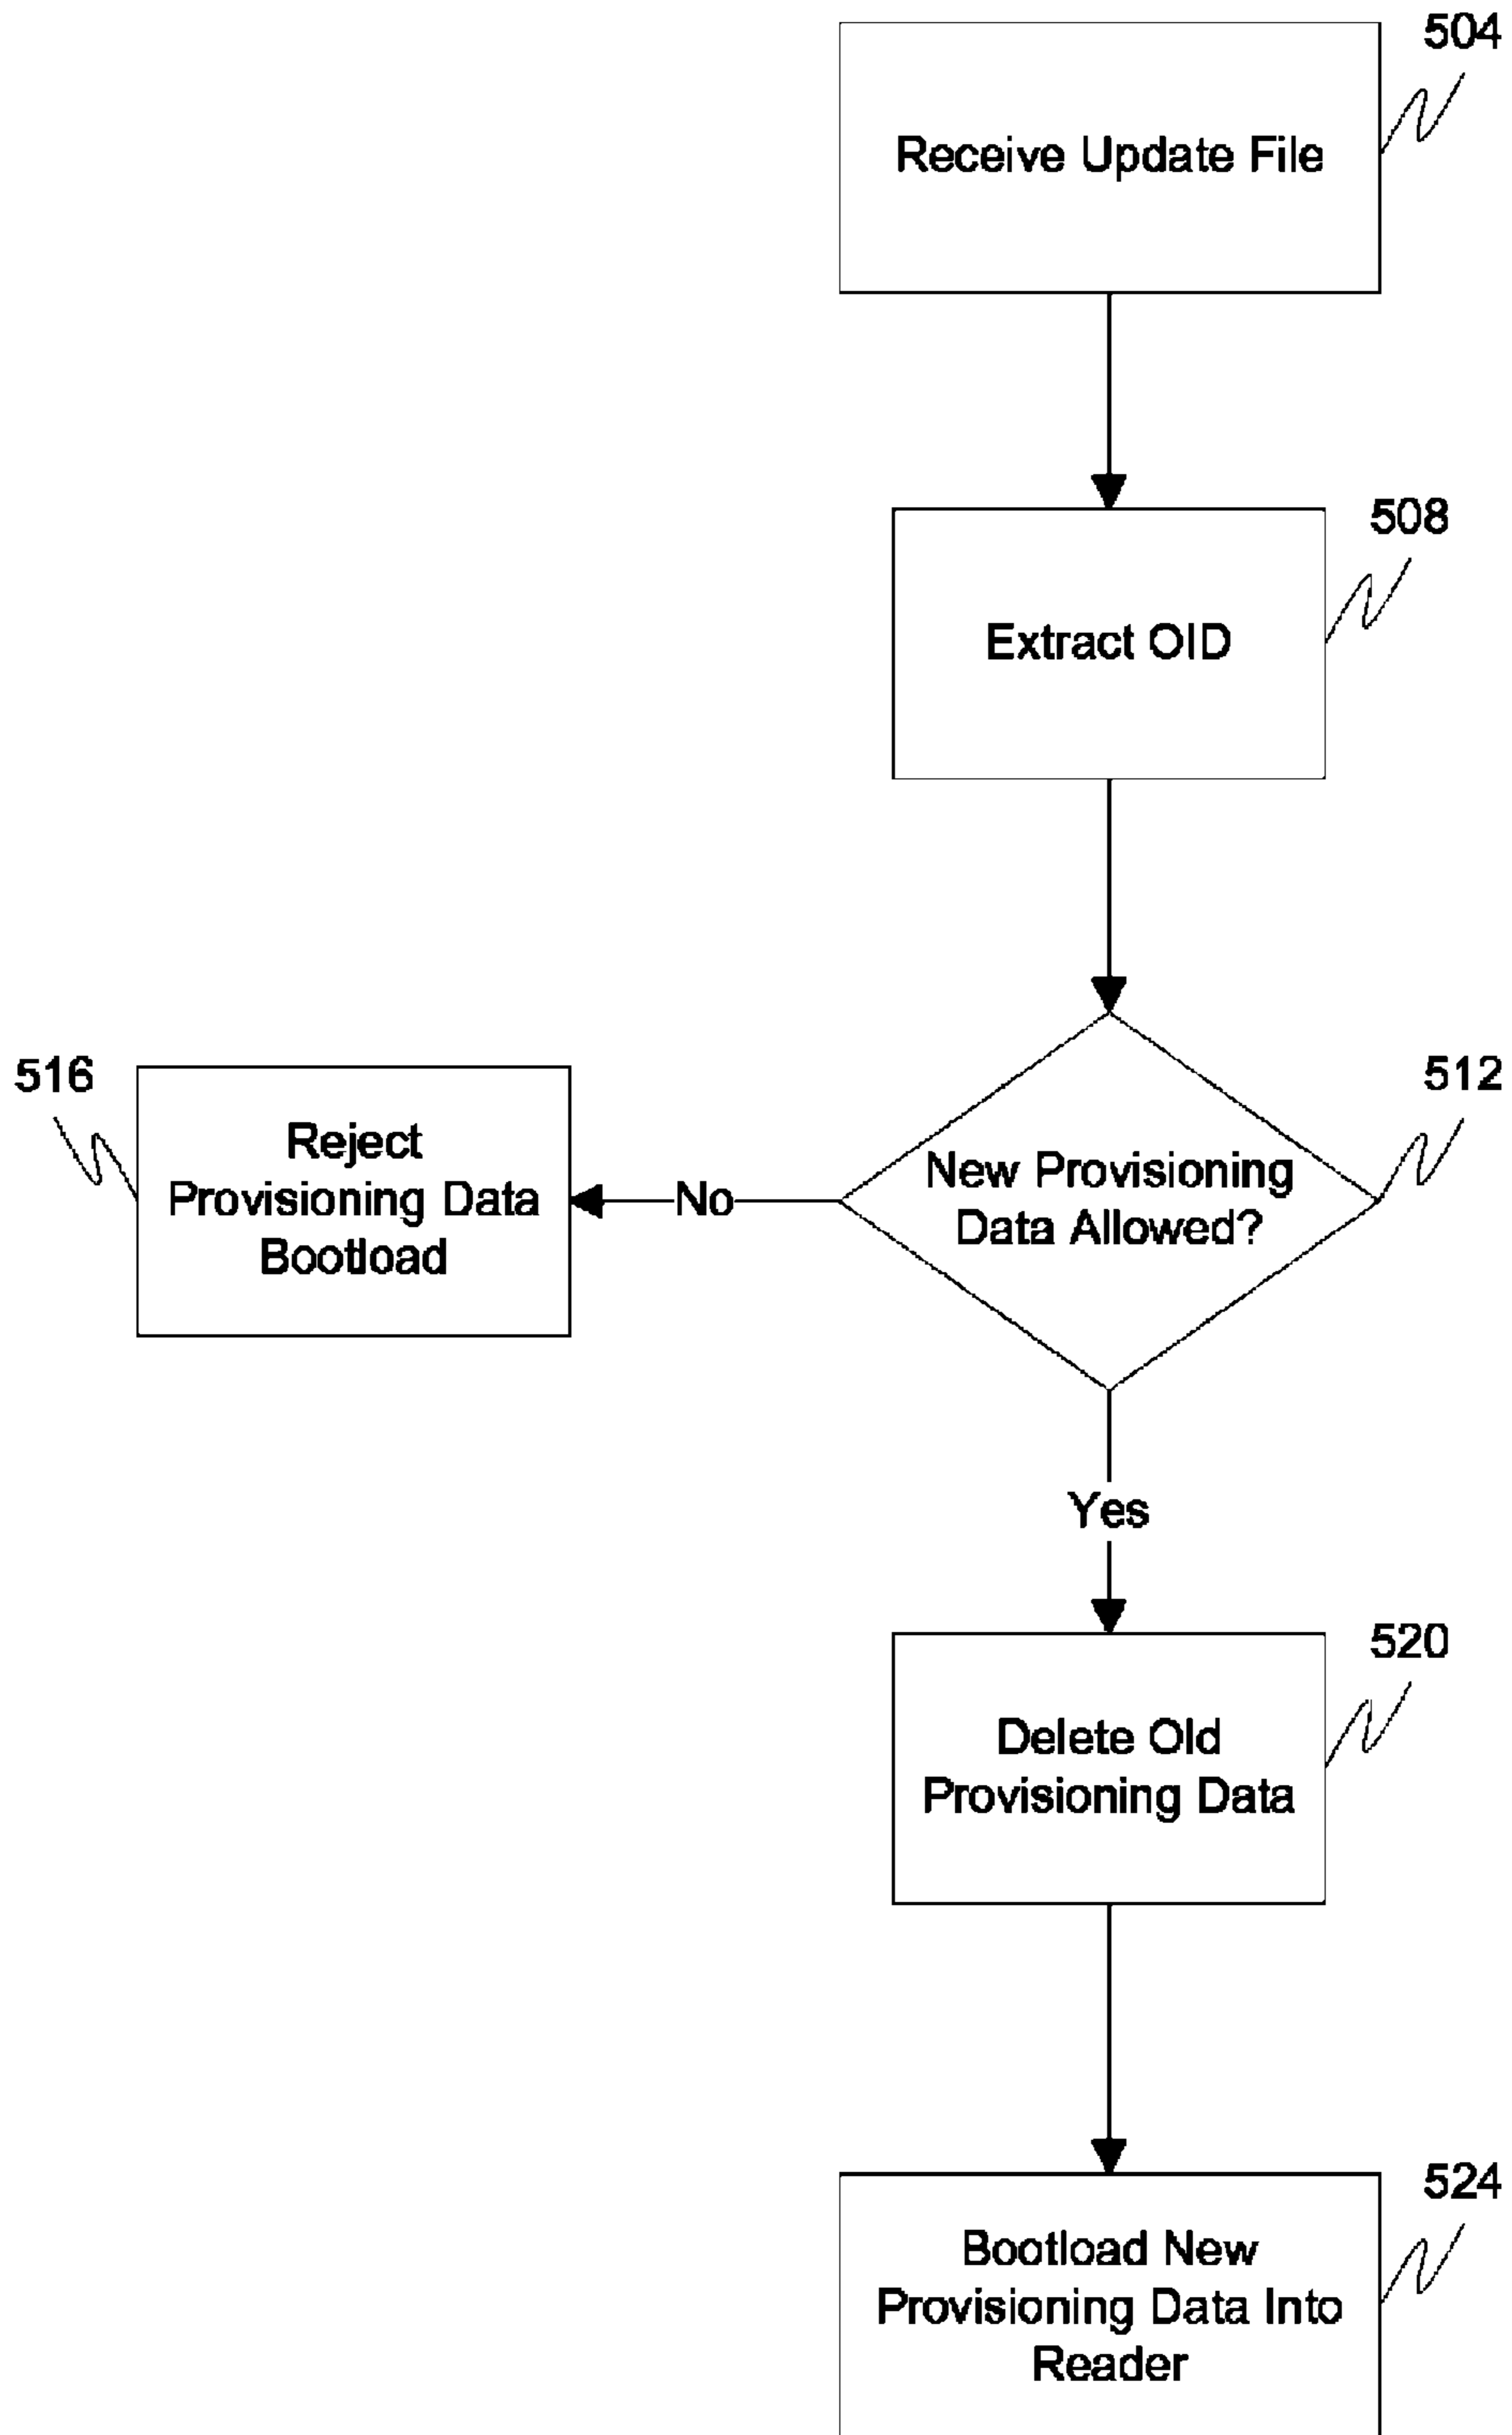 504
Receive Update File
508
Extract OID
512
New Provisioning
Data Allowed?
516
Reject
Provisioning Data
Bootload
No
Yes
520
Delete Old
Provisioning Data
524
Bootload New
Provisioning Data Into
Reader